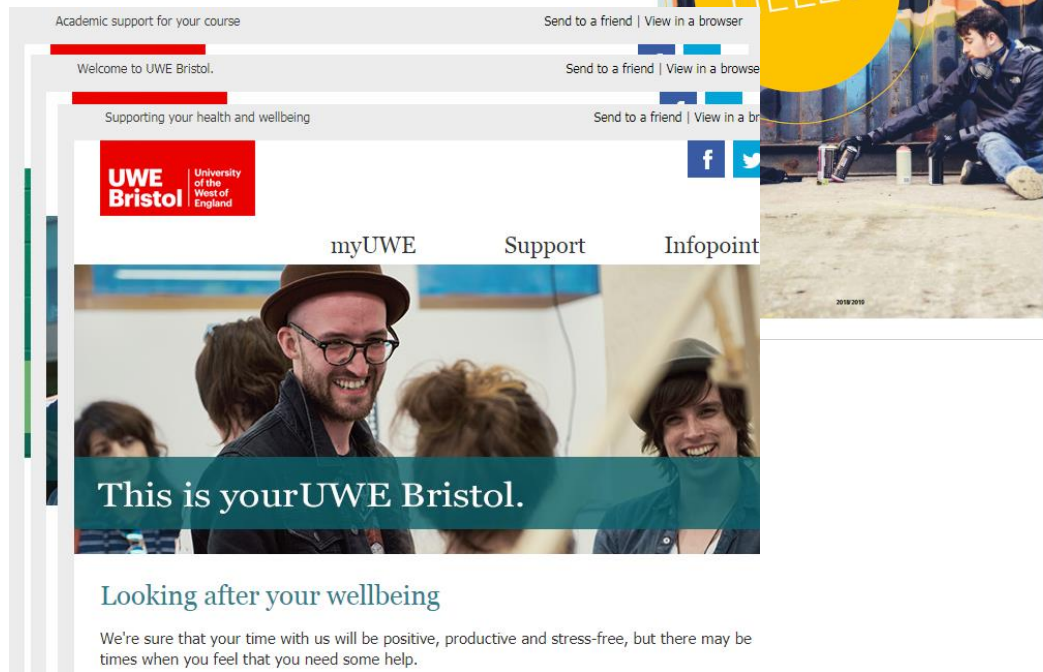 Academic support for your course
Send to a friend | View in a browser
Welcome to UWE Bristol.
Send to a friend | View in a browse
Supporting your health and wellbeing
Send to a friend | View in a br
UWE
Bristol
University
of the
West of
England
f
myUWE
Support
Infopoint
This is yourUWE Bristol.
Looking after your wellbeing
We're sure that your time with us will be positive, productive and stress-free, but there may be
times when you feel that you need some help.
2018/2019